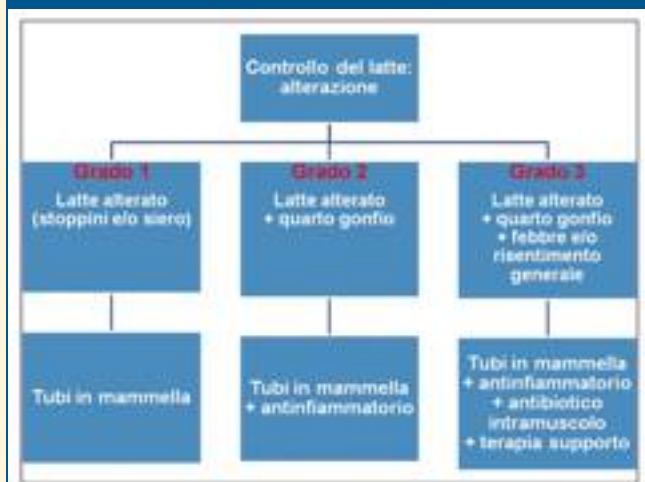 Controllo del latte:
alterazione
Grado 1
Latte alterato
(stoppini e/o siero)
Grado 2
Latte alterato
+ quarto gonfio
Grado 3
Latte alterato
+ quarto gonfio
+ febbre e/o
risentimento
generale
Tubi in mammella
Tubi in mammella
+ antinfiammatorio
Tubi in mammella
+ antinfiammatorio
+ antibiotico
intramuscolo
+ terapia supporto